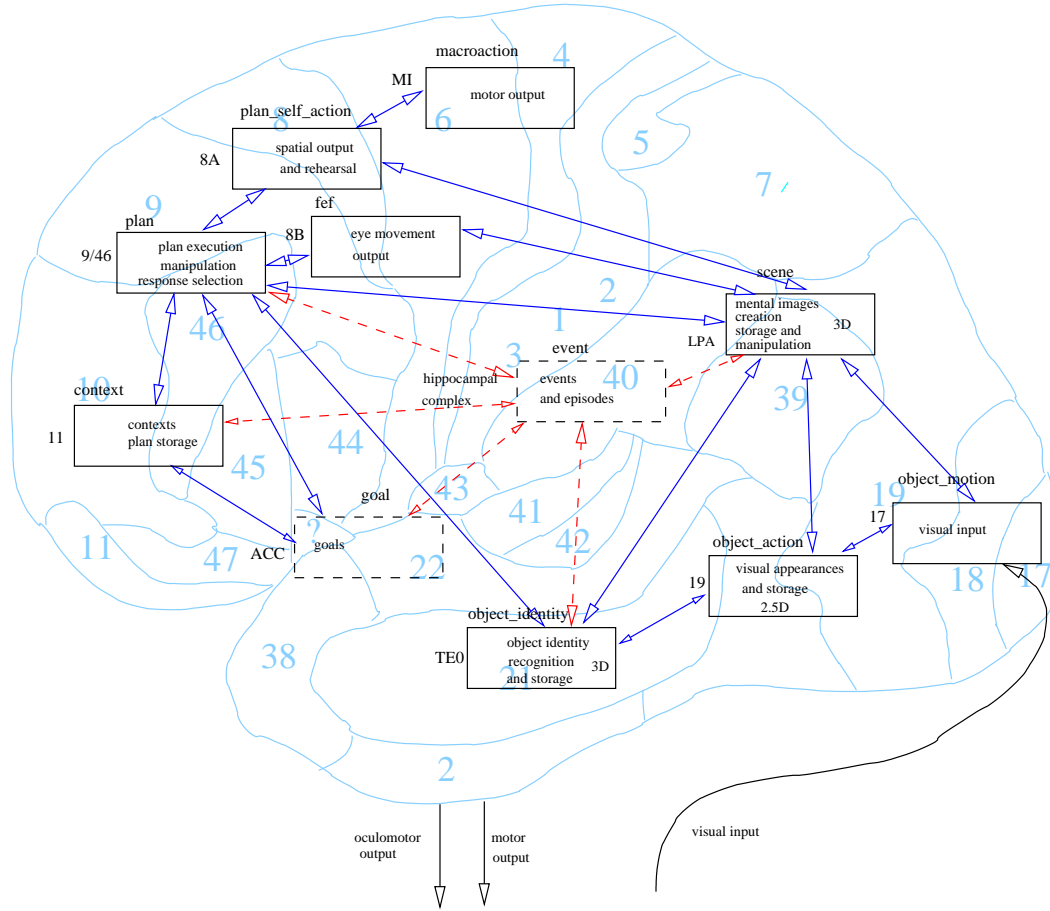 macroaction
4
MI
motor output
plan_self_action
8
6
spatial output
and rehearsal
8A
5
7
9
plan
fef
8B
eye movement
output
9/46
plan execution
manipulation
response selection
scene
mental images
creation
storage and
manipulation
3D
LPA
2
1
3
46
event
events
and episodes
40
hippocampal
complex
39
10
context
11
contexts
plan storage
44
45
43
41
42
goal
goals
?
ACC
22
47
11
19
object_motion
17
visual input
18
17
object_action
19
visual appearances
and storage
2.5D
object_identity
TE0
object identity
recognition
and storage
3D
21
38
2
oculomotor
output
motor
output
visual input